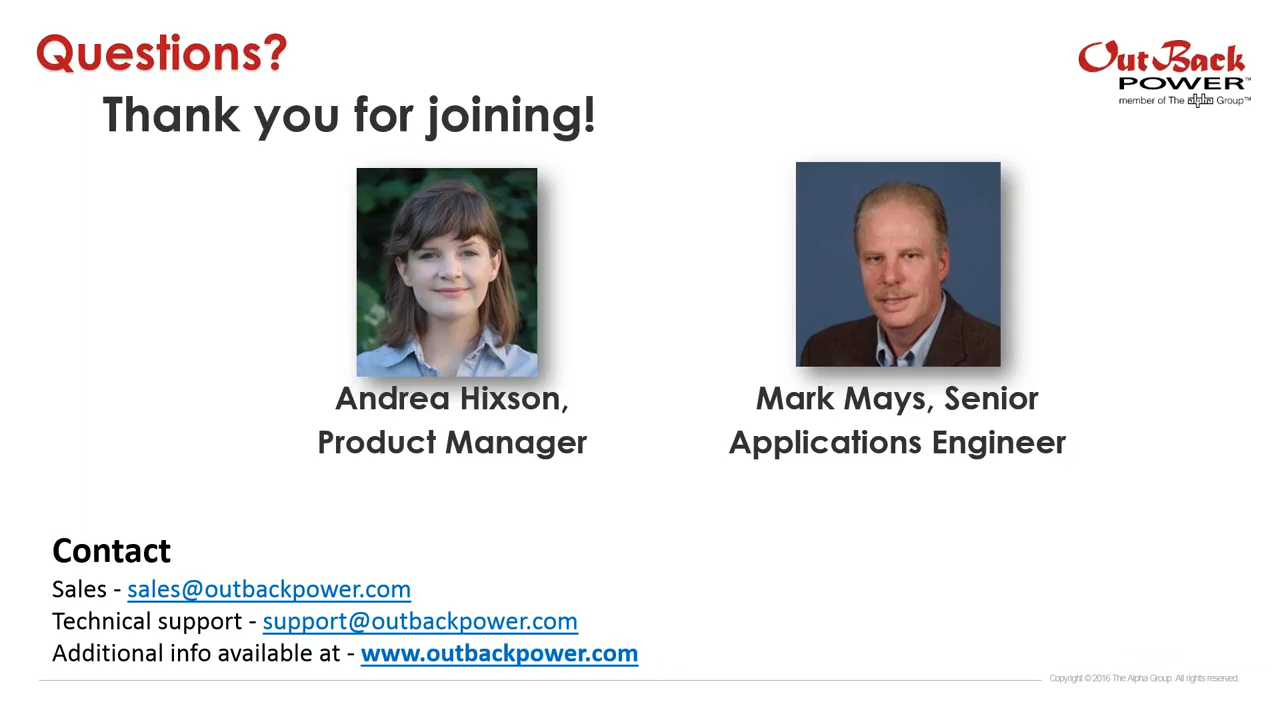 Questions?
Thank you for joining!
OutBack
POWER™
member of The alpha Group™
Andrea Hixson,
Product Manager
Mark Mays, Senior
Applications Engineer
Contact
Sales - sales@outbackpower.com
Technical support - support@outbackpower.com
Additional info available at - www.outbackpower.com
Copyright © 2016 The Alpha Group. All rights reserved.